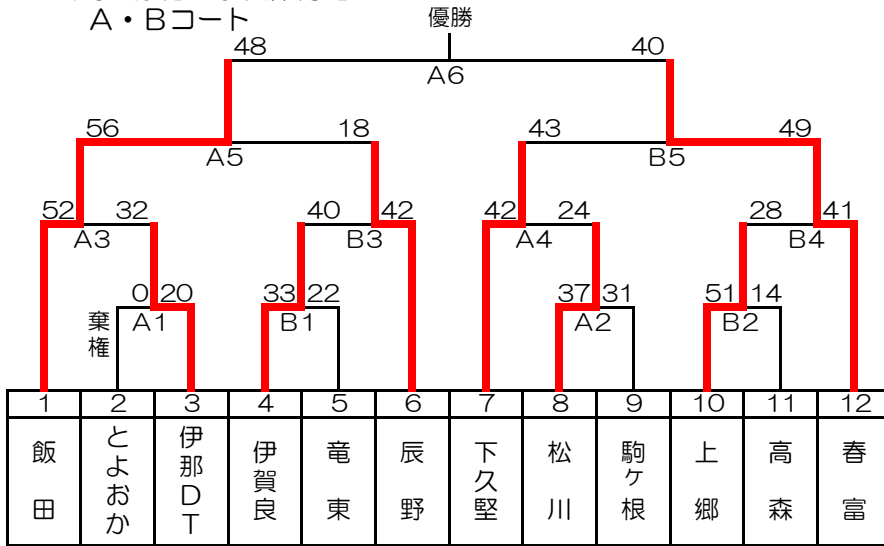 A・Bコート
優勝
48 40
A6
56 18 43 49
A5 B5
52 32 40 42 42 24 28 41
A3 B3 A4 B4
0 20 33 22 37 31 51 14
棄権
A1 B1 A2 B2
1 2 3 4 5 6 7 8 9 10 11 12
飯田 とよおか 伊那DT 伊賀良 竜東 辰野 下久堅 松川 駒ヶ根 上郷 高森 春富